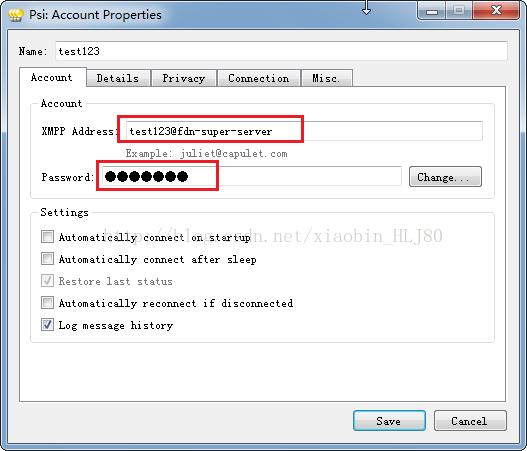 Psi: Account Properties
Name: test123
Account Details Privacy Connection Misc.
Account
XMPP Address: test123@fdn-super-server
Example: juliet@capulet.com
Password: ●●●●●●● Change...
Settings
Automatically connect on startup
http://blog.csdn.net/xiaobin_HLJ80
Automatically connect after sleep
Restore last status
Automatically reconnect if disconnected
Log message history
Save Cancel